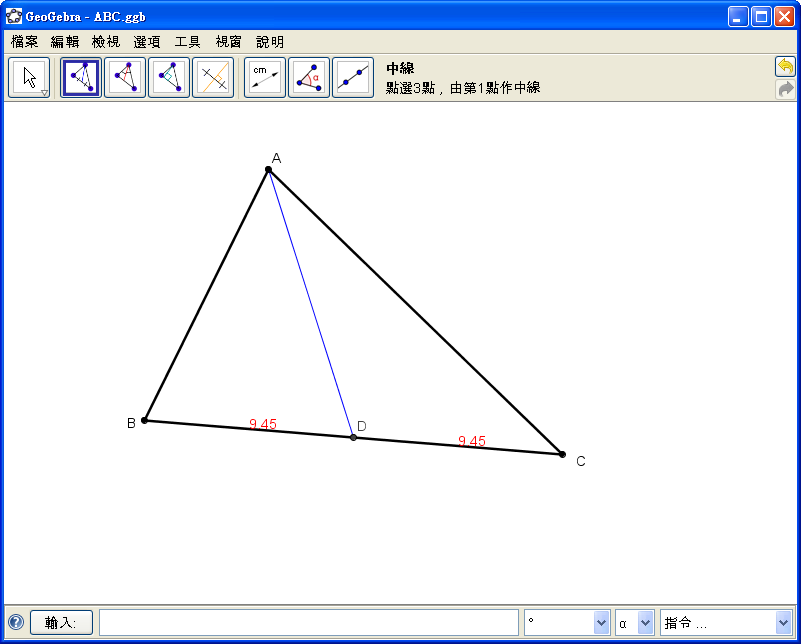 GeoGebra - ABC.ggb
檔案 編輯 檢視 選項 工具 視窗 說明
cm
α
中線
點選3點，由第1點作中線
A
B
9.45
D
9.45
C
輸入:
°
α
指令 ...